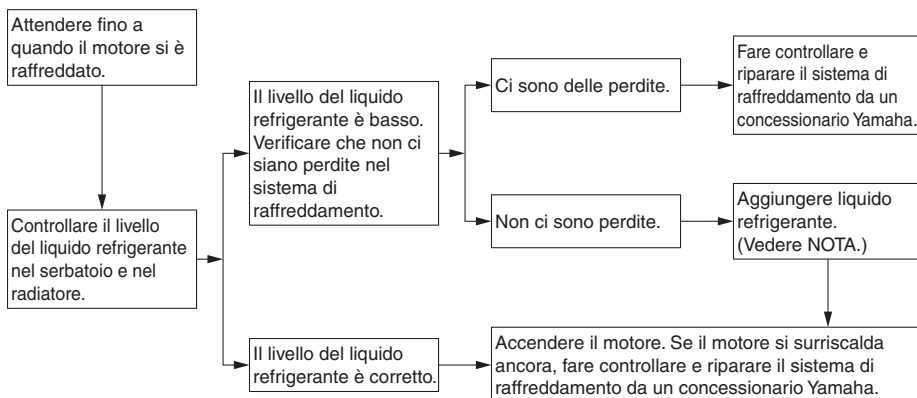 Attendere fino a
quando il motore si è
raffreddato.
Controllare il livello
del liquido refrigerante
nel serbatoio e nel
radiatore.
Il livello del liquido
refrigerante è basso.
Verificare che non ci
siano perdite nel
sistema di
raffreddamento.
Ci sono delle perdite.
Fare controllare e
riparare il sistema di
raffreddamento da un
concessionario Yamaha.
Non ci sono perdite.
Aggiungere liquido
refrigerante.
(Vedere NOTA.)
Il livello del liquido
refrigerante è corretto.
Accendere il motore. Se il motore si surriscalda
ancora, fare controllare e riparare il sistema di
raffreddamento da un concessionario Yamaha.